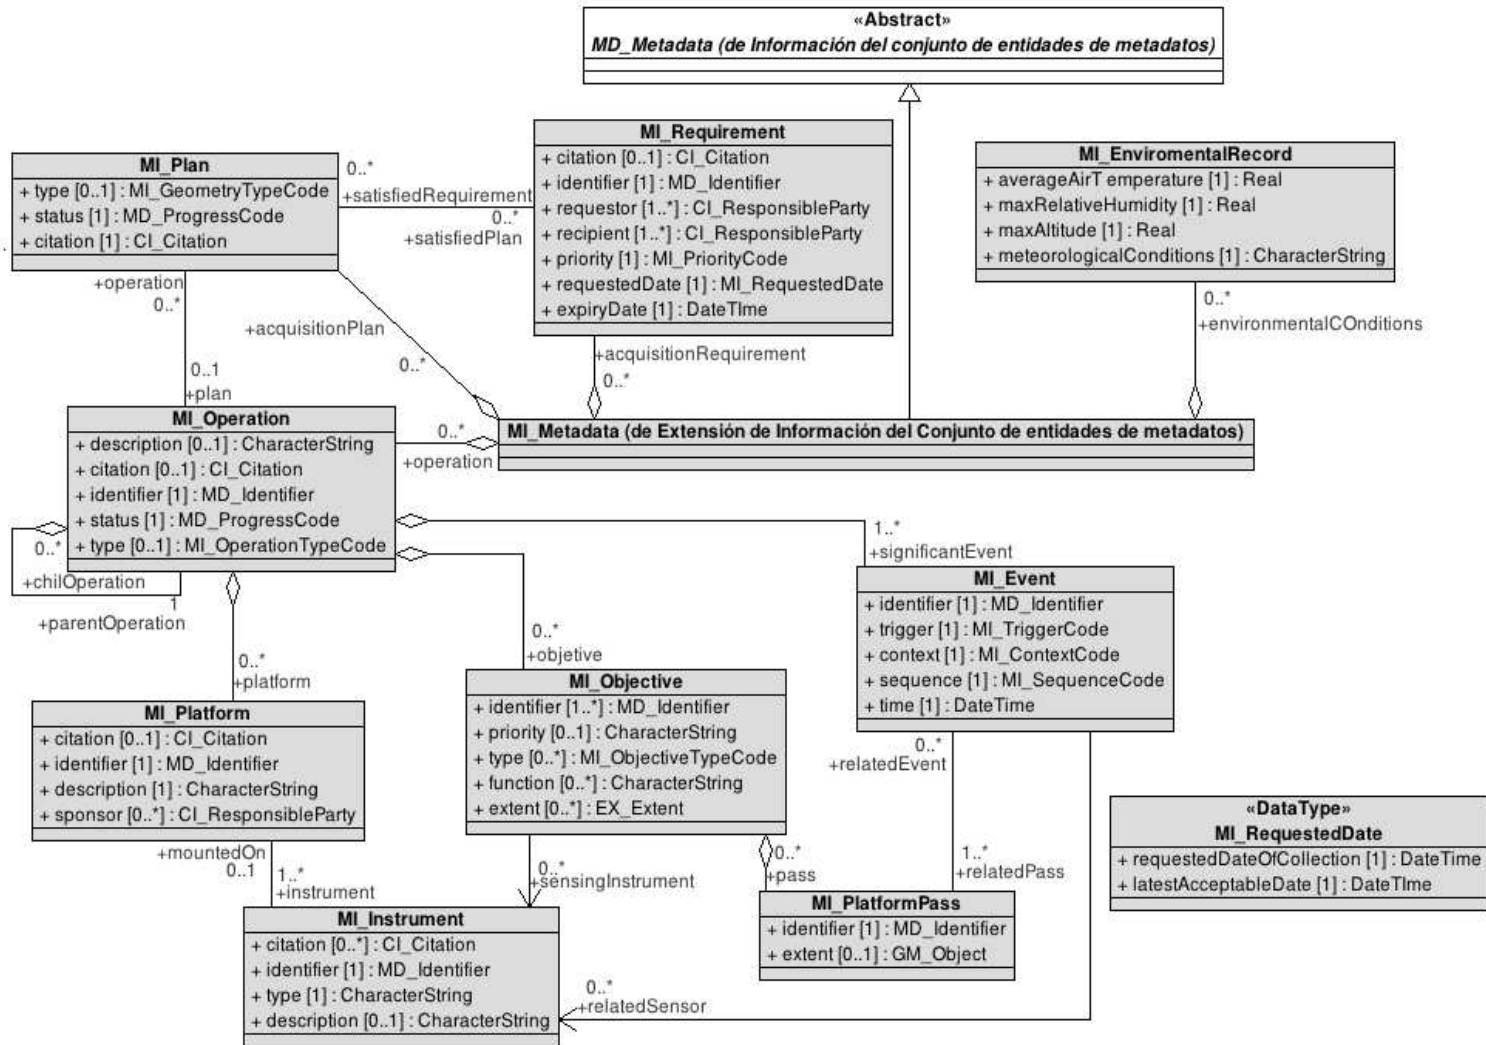 «Abstract»
MD_Metadata (de Información del conjunto de entidades de metadatos)
MI_Plan
+ type [0..1] : MI_GeometryTypeCode
+ status [1] : MD_ProgressCode
+ citation [1] : CI_Citation
0..*
+satisfiedRequirement
0..*
+satisfiedPlan
MI_Requirement
+ citation [0..1] : CI_Citation
+ identifier [1] : MD_Identifier
+ requestor [1..*] : CI_ResponsibleParty
+ recipient [1..*] : CI_ResponsibleParty
+ priority [1] : MI_PriorityCode
+ requestedDate [1] : MI_RequestedDate
+ expiryDate [1] : DateTIme
MI_EnviromentalRecord
+ averageAirT emperature [1] : Real
+ maxRelativeHumidity [1] : Real
+ maxAltitude [1] : Real
+ meteorologicalConditions [1] : CharacterString
+operation
0..*
+acquisitionPlan
0..*
+acquisitionRequirement
0..*
0..*
+environmentalCOnditions
0..1
+plan
MI_Operation
+ description [0..1] : CharacterString
+ citation [0..1] : CI_Citation
+ identifier [1] : MD_Identifier
+ status [1] : MD_ProgressCode
+ type [0..1] : MI_OperationTypeCode
0..*
+operation
MI_Metadata (de Extensión de Información del Conjunto de entidades de metadatos)
0..*
+chilOperation
1
+parentOperation
1..*
+significantEvent
MI_Event
+ identifier [1] : MD_Identifier
+ trigger [1] : MI_TriggerCode
+ context [1] : MI_ContextCode
+ sequence [1] : MI_SequenceCode
+ time [1] : DateTime
0..*
+platform
0..*
+objetive
MI_Platform
+ citation [0..1] : CI_Citation
+ identifier [1] : MD_Identifier
+ description [1] : CharacterString
+ sponsor [0..*] : CI_ResponsibleParty
MI_Objective
+ identifier [1..*] : MD_Identifier
+ priority [0..1] : CharacterString
+ type [0..*] : MI_ObjectiveTypeCode
+ function [0..*] : CharacterString
+ extent [0..*] : EX_Extent
0..*
+relatedEvent
«DataType»
MI_RequestedDate
+ requestedDateOfCollection [1] : DateTime
+ latestAcceptableDate [1] : DateTIme
+mountedOn
0..1
1..*
+instrument
0..*
+sensingInstrument
0..*
+pass
1..*
+relatedPass
MI_Instrument
+ citation [0..*] : CI_Citation
+ identifier [1] : MD_Identifier
+ type [1] : CharacterString
+ description [0..1] : CharacterString
MI_PlatformPass
+ identifier [1] : MD_Identifier
+ extent [0..1] : GM_Object
0..*
+relatedSensor